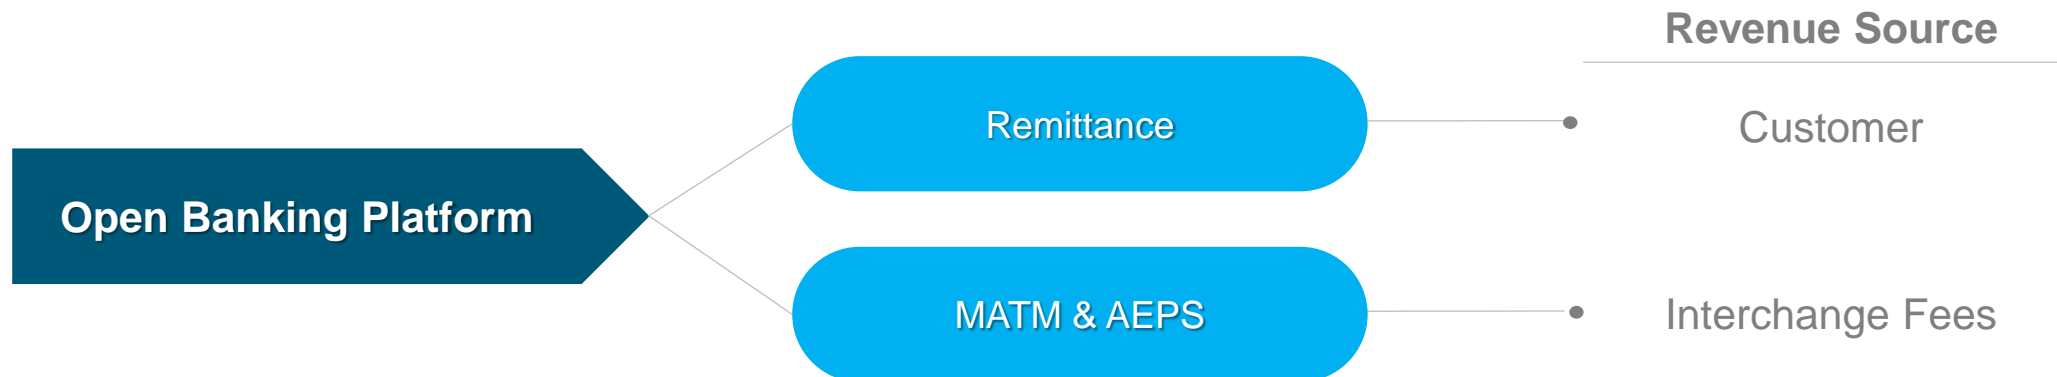 Revenue Source
Remittance
Customer
Open Banking Platform
MATM & AEPS
Interchange Fees